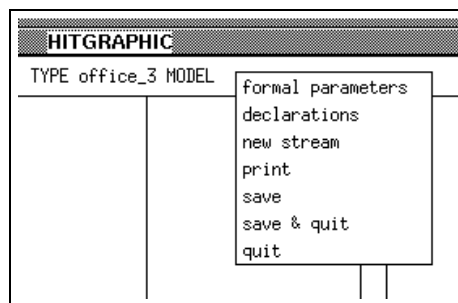 HITGRAPHIC
TYPE office_3 MODEL
formal parameters
declarations
new stream
print
save
save & quit
quit